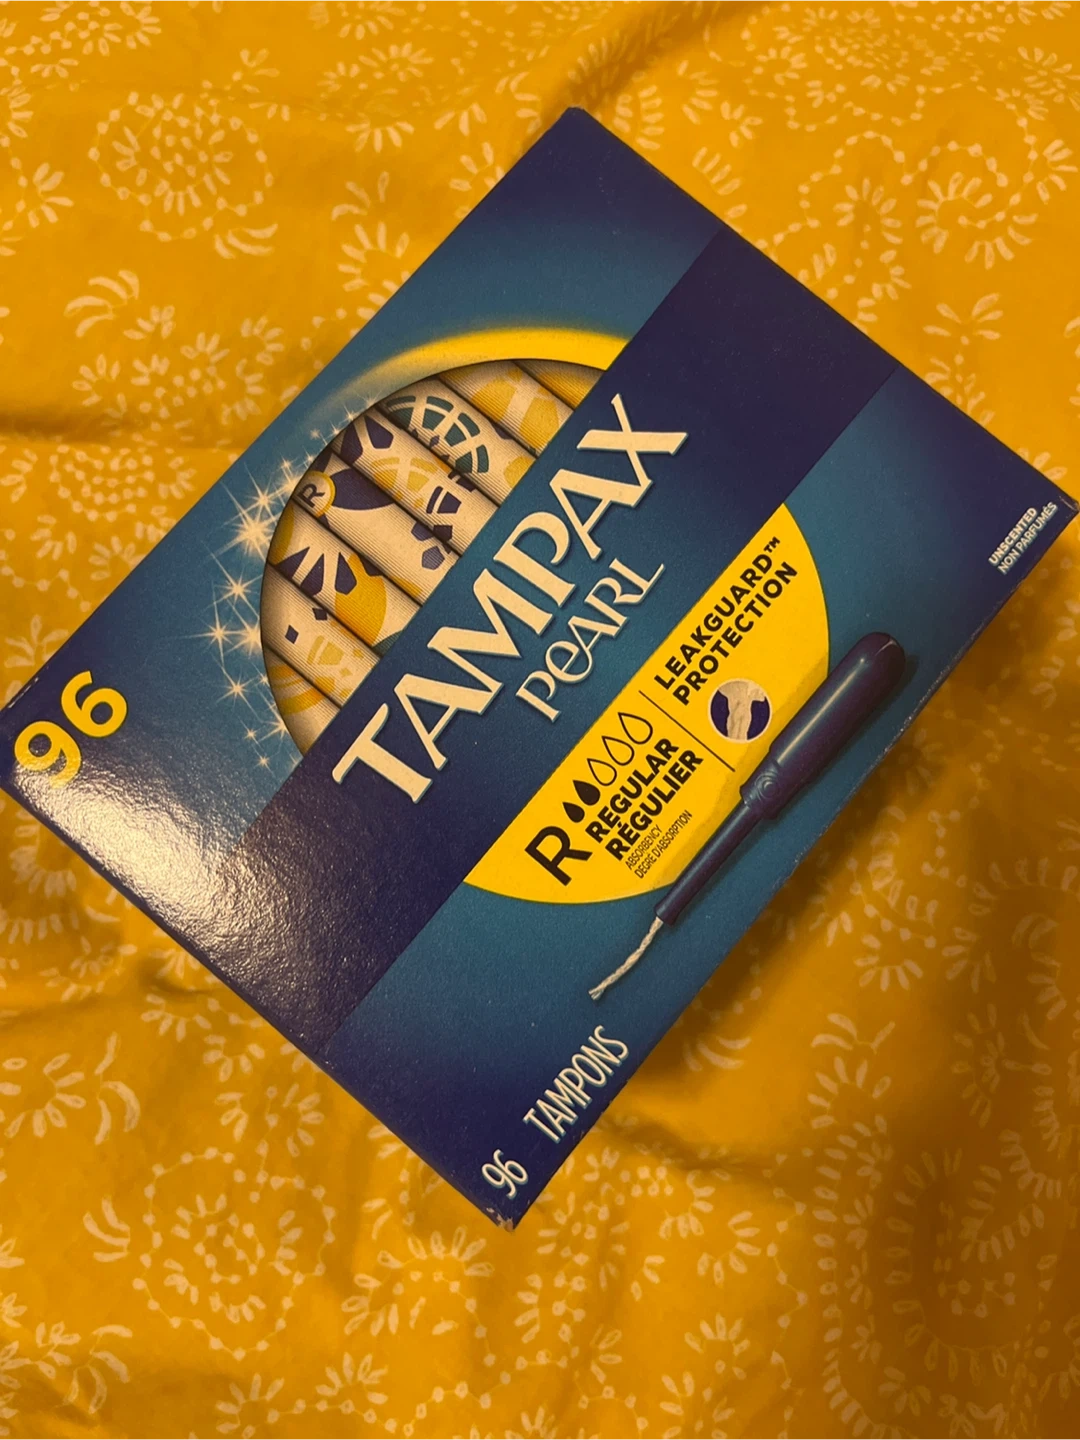 96
R
TAMPAX
PEARL
R
REGULAR
RÉGULIER
ABSORBENCY
DEGRÉ D'ABSORPTION
LEAKGUARD™
PROTECTION
UNSCENTED
NON PARFUMÉS
96 TAMPONS